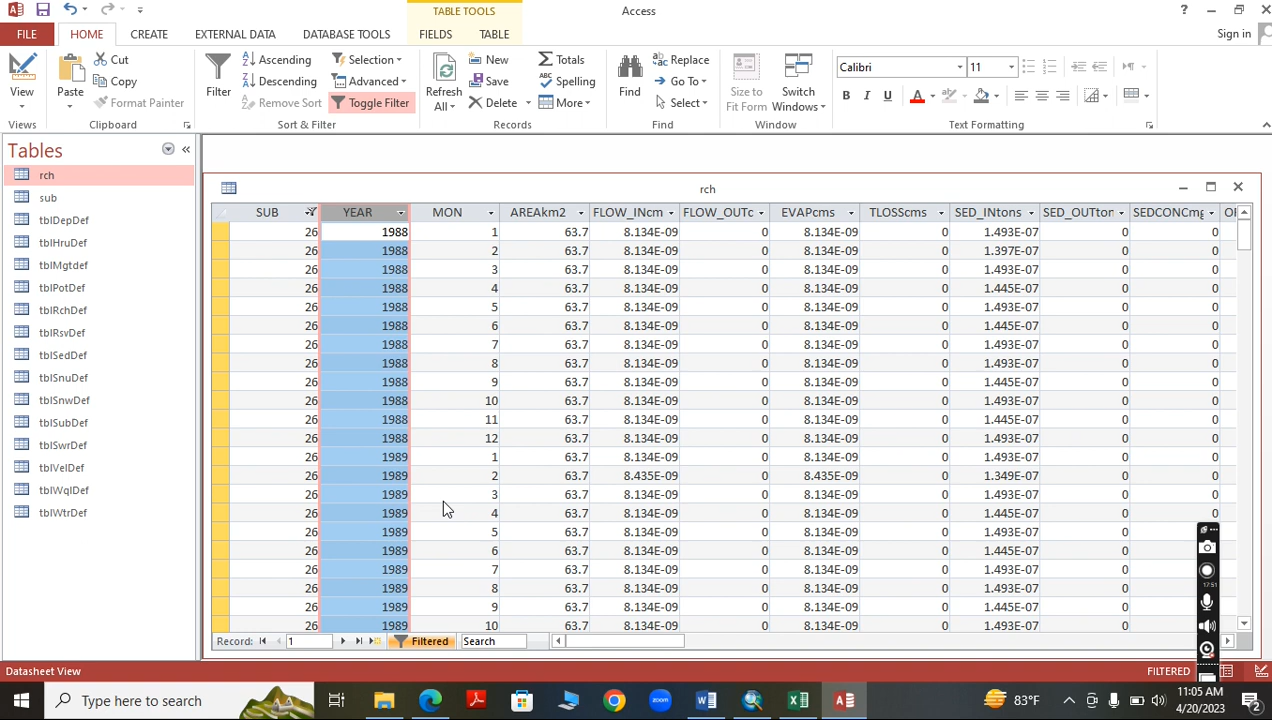 TABLE TOOLS
Access
?
FILE
HOME
CREATE
EXTERNAL DATA
DATABASE TOOLS
FIELDS
TABLE
Sign in
View
Paste
Cut
Copy
Format Painter
Filter
Ascending
Descending
Remove Sort
Selection
Advanced
Toggle Filter
Refresh All
New
Save
Delete
Totals
Spelling
More
Find
Replace
Go To
Select
Size to Fit Form
Switch Windows
Calibri
11
B I U A
Views
Clipboard
Sort & Filter
Records
Find
Window
Text Formatting
Tables
rch
sub
tblDepDef
tblHruDef
tblMgtDef
tblPotDef
tblRchDef
tblRsvDef
tblSedDef
tblSnuDef
tblSnwDef
tblSubDef
tblSwrDef
tblVelDef
tblWqlDef
tblWtrDef
rch
SUB YEAR MON AREAkm2 FLOW_INcm FLOW_OUTc EVAPcms TLOSScms SED_INtons SED_OUTton SEDCONCmg
26 1988 1 63.7 8.134E-09 0 8.134E-09 0 1.493E-07 0 0
26 1988 2 63.7 8.134E-09 0 8.134E-09 0 1.397E-07 0 0
26 1988 3 63.7 8.134E-09 0 8.134E-09 0 1.493E-07 0 0
26 1988 4 63.7 8.134E-09 0 8.134E-09 0 1.445E-07 0 0
26 1988 5 63.7 8.134E-09 0 8.134E-09 0 1.493E-07 0 0
26 1988 6 63.7 8.134E-09 0 8.134E-09 0 1.445E-07 0 0
26 1988 7 63.7 8.134E-09 0 8.134E-09 0 1.493E-07 0 0
26 1988 8 63.7 8.134E-09 0 8.134E-09 0 1.493E-07 0 0
26 1988 9 63.7 8.134E-09 0 8.134E-09 0 1.445E-07 0 0
26 1988 10 63.7 8.134E-09 0 8.134E-09 0 1.493E-07 0 0
26 1988 11 63.7 8.134E-09 0 8.134E-09 0 1.445E-07 0 0
26 1988 12 63.7 8.134E-09 0 8.134E-09 0 1.493E-07 0 0
26 1989 1 63.7 8.134E-09 0 8.134E-09 0 1.493E-07 0 0
26 1989 2 63.7 8.435E-09 0 8.435E-09 0 1.349E-07 0 0
26 1989 3 63.7 8.134E-09 0 8.134E-09 0 1.493E-07 0 0
26 1989 4 63.7 8.134E-09 0 8.134E-09 0 1.445E-07 0 0
26 1989 5 63.7 8.134E-09 0 8.134E-09 0 1.493E-07 0
26 1989 6 63.7 8.134E-09 0 8.134E-09 0 1.445E-07 0
26 1989 7 63.7 8.134E-09 0 8.134E-09 0 1.493E-07 0
26 1989 8 63.7 8.134E-09 0 8.134E-09 0 1.493E-07 0
26 1989 9 63.7 8.134E-09 0 8.134E-09 0 1.445E-07 0
26 1989 10 63.7 8.134E-09 0 8.134E-09 0 1.493E-07 0
17:51
Record: 1 Filtered Search
Datasheet View
FILTERED
Type here to search
83°F
11:05 AM
4/20/2023
2